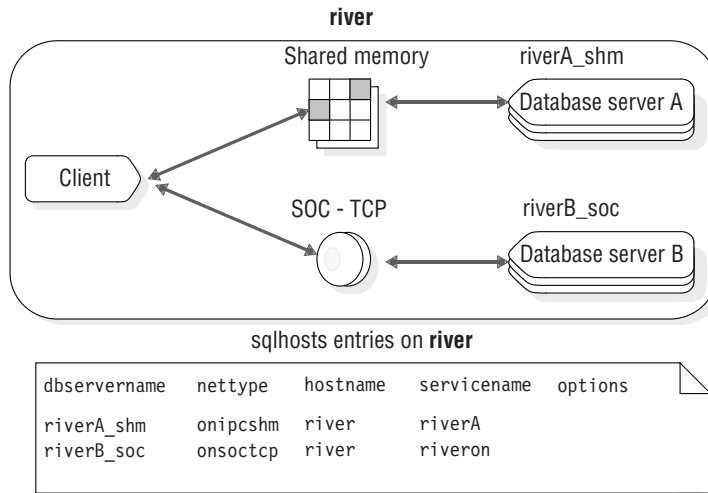 river
Shared memory riverA_shm
Database server A
Client
SOC - TCP riverB_soc
Database server B
sqlhosts entries on river
dbservername nettype hostname servicename options
riverA_shm onipcshm river riverA
riverB_soc onsoctcp river riveron